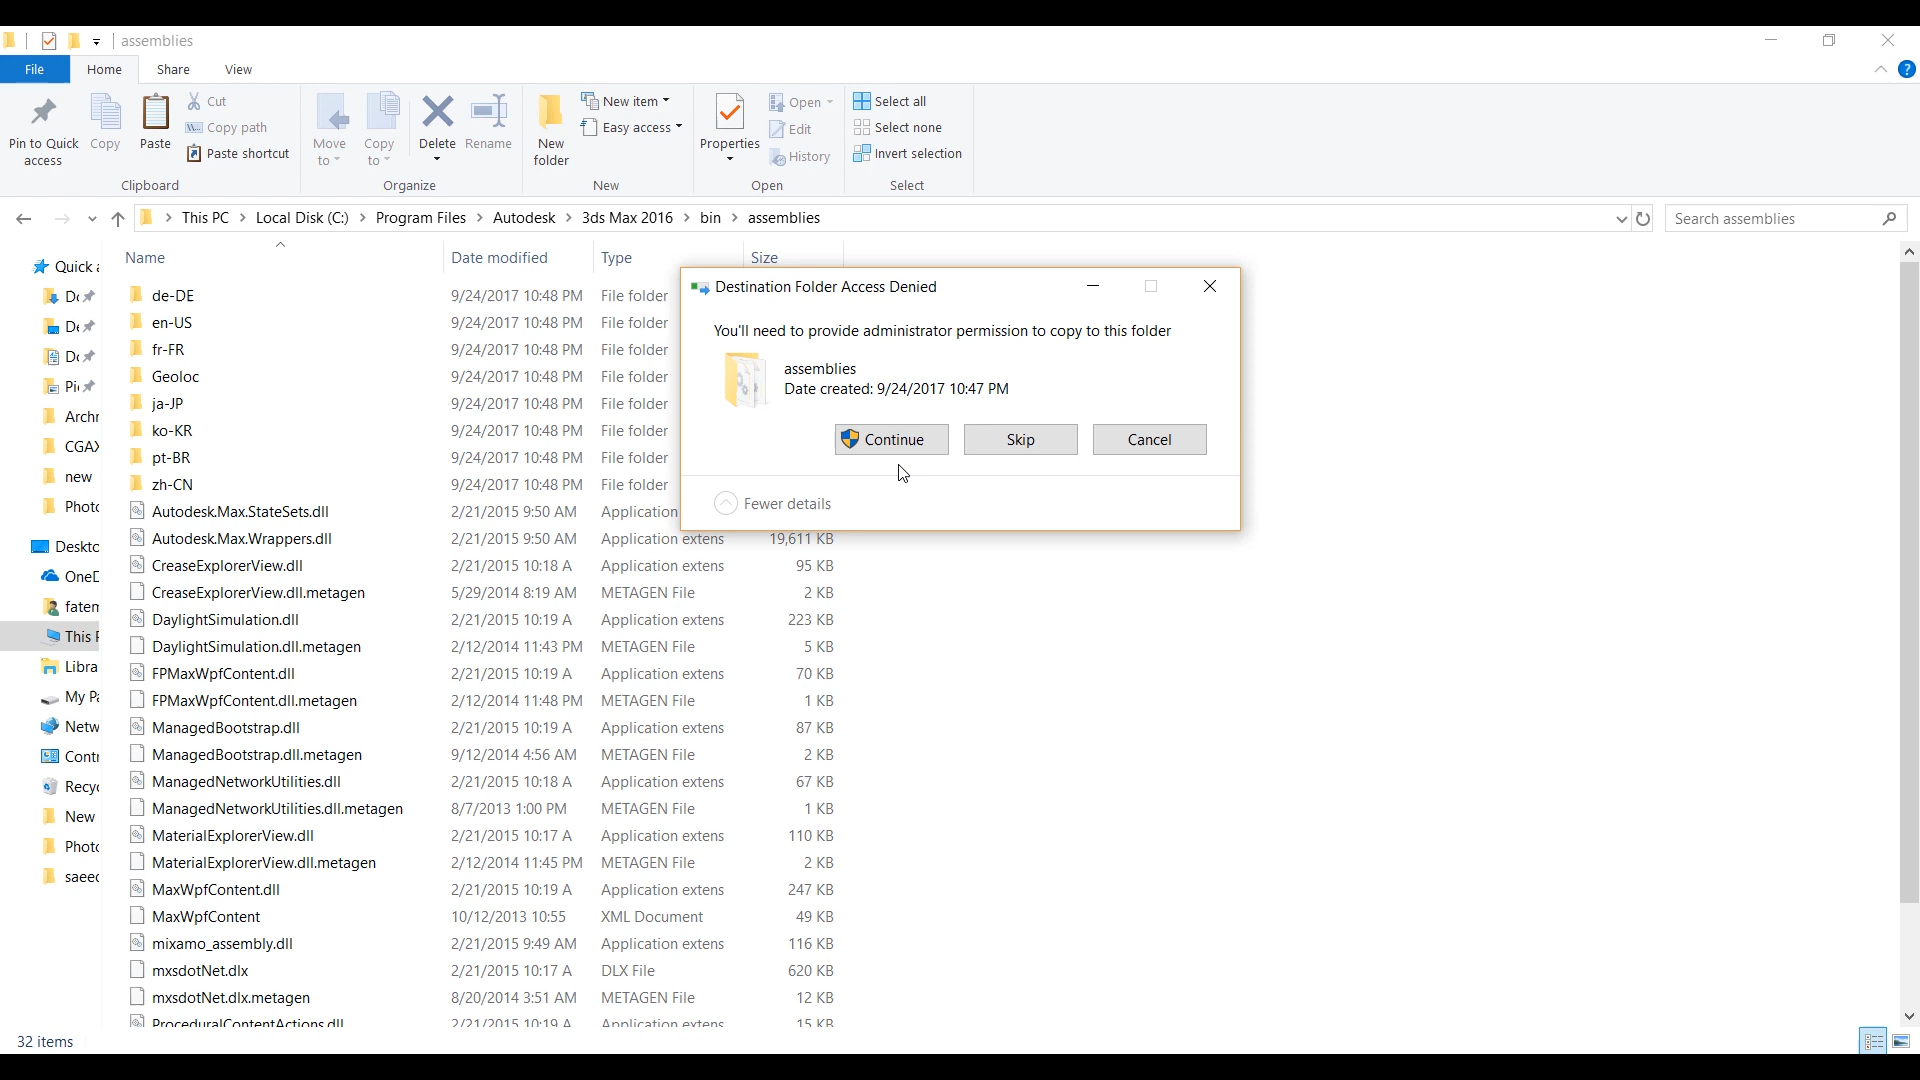 assemblies
File Home Share View
Pin to Quick access
Copy
Paste
Cut
Copy path
Paste shortcut
Clipboard
Move to
Copy to
Delete
Rename
Organize
New folder
New item
Easy access
New
Properties
Open
Edit
History
Open
Select all
Select none
Invert selection
Select
This PC > Local Disk (C:) > Program Files > Autodesk > 3ds Max 2016 > bin > assemblies
Search assemblies
Name Date modified Type Size
Quick
new
Photo
Deskto
This P
Libra
Netw
New
Photo
de-DE 9/24/2017 10:48 PM File folder
en-US 9/24/2017 10:48 PM File folder
fr-FR 9/24/2017 10:48 PM File folder
Geoloc 9/24/2017 10:48 PM File folder
ja-JP 9/24/2017 10:48 PM File folder
ko-KR 9/24/2017 10:48 PM File folder
pt-BR 9/24/2017 10:48 PM File folder
zh-CN 9/24/2017 10:48 PM File folder
Autodesk.Max.StateSets.dll 2/21/2015 9:50 AM Application
Autodesk.Max.Wrappers.dll 2/21/2015 9:50 AM Application extens 19,611 KB
CreaseExplorerView.dll 2/21/2015 10:18 A Application extens 95 KB
CreaseExplorerView.dll.metagen 5/29/2014 8:19 AM METAGEN File 2 KB
DaylightSimulation.dll 2/21/2015 10:19 A Application extens 223 KB
DaylightSimulation.dll.metagen 2/12/2014 11:43 PM METAGEN File 5 KB
FPMaxWpfContent.dll 2/21/2015 10:19 A Application extens 70 KB
FPMaxWpfContent.dll.metagen 2/12/2014 11:48 PM METAGEN File 1 KB
ManagedBootstrap.dll 2/21/2015 10:19 A Application extens 87 KB
ManagedBootstrap.dll.metagen 9/12/2014 4:56 AM METAGEN File 2 KB
ManagedNetworkUtilities.dll 2/21/2015 10:18 A Application extens 67 KB
ManagedNetworkUtilities.dll.metagen 8/7/2013 1:00 PM METAGEN File 1 KB
MaterialExplorerView.dll 2/21/2015 10:17 A Application extens 110 KB
MaterialExplorerView.dll.metagen 2/12/2014 11:45 PM METAGEN File 2 KB
MaxWpfContent.dll 2/21/2015 10:19 A Application extens 247 KB
MaxWpfContent 10/12/2013 10:55 XML Document 49 KB
mixamo_assembly.dll 2/21/2015 9:49 AM Application extens 116 KB
mxsdotNet.dlx 2/21/2015 10:17 A DLX File 620 KB
mxsdotNet.dlx.metagen 8/20/2014 3:51 AM METAGEN File 12 KB
ProceduralContentActions.dll 2/21/2015 10:19 A Application extens 15 KB
Destination Folder Access Denied
You'll need to provide administrator permission to copy to this folder
assemblies
Date created: 9/24/2017 10:47 PM
Continue Skip Cancel
Fewer details
32 items